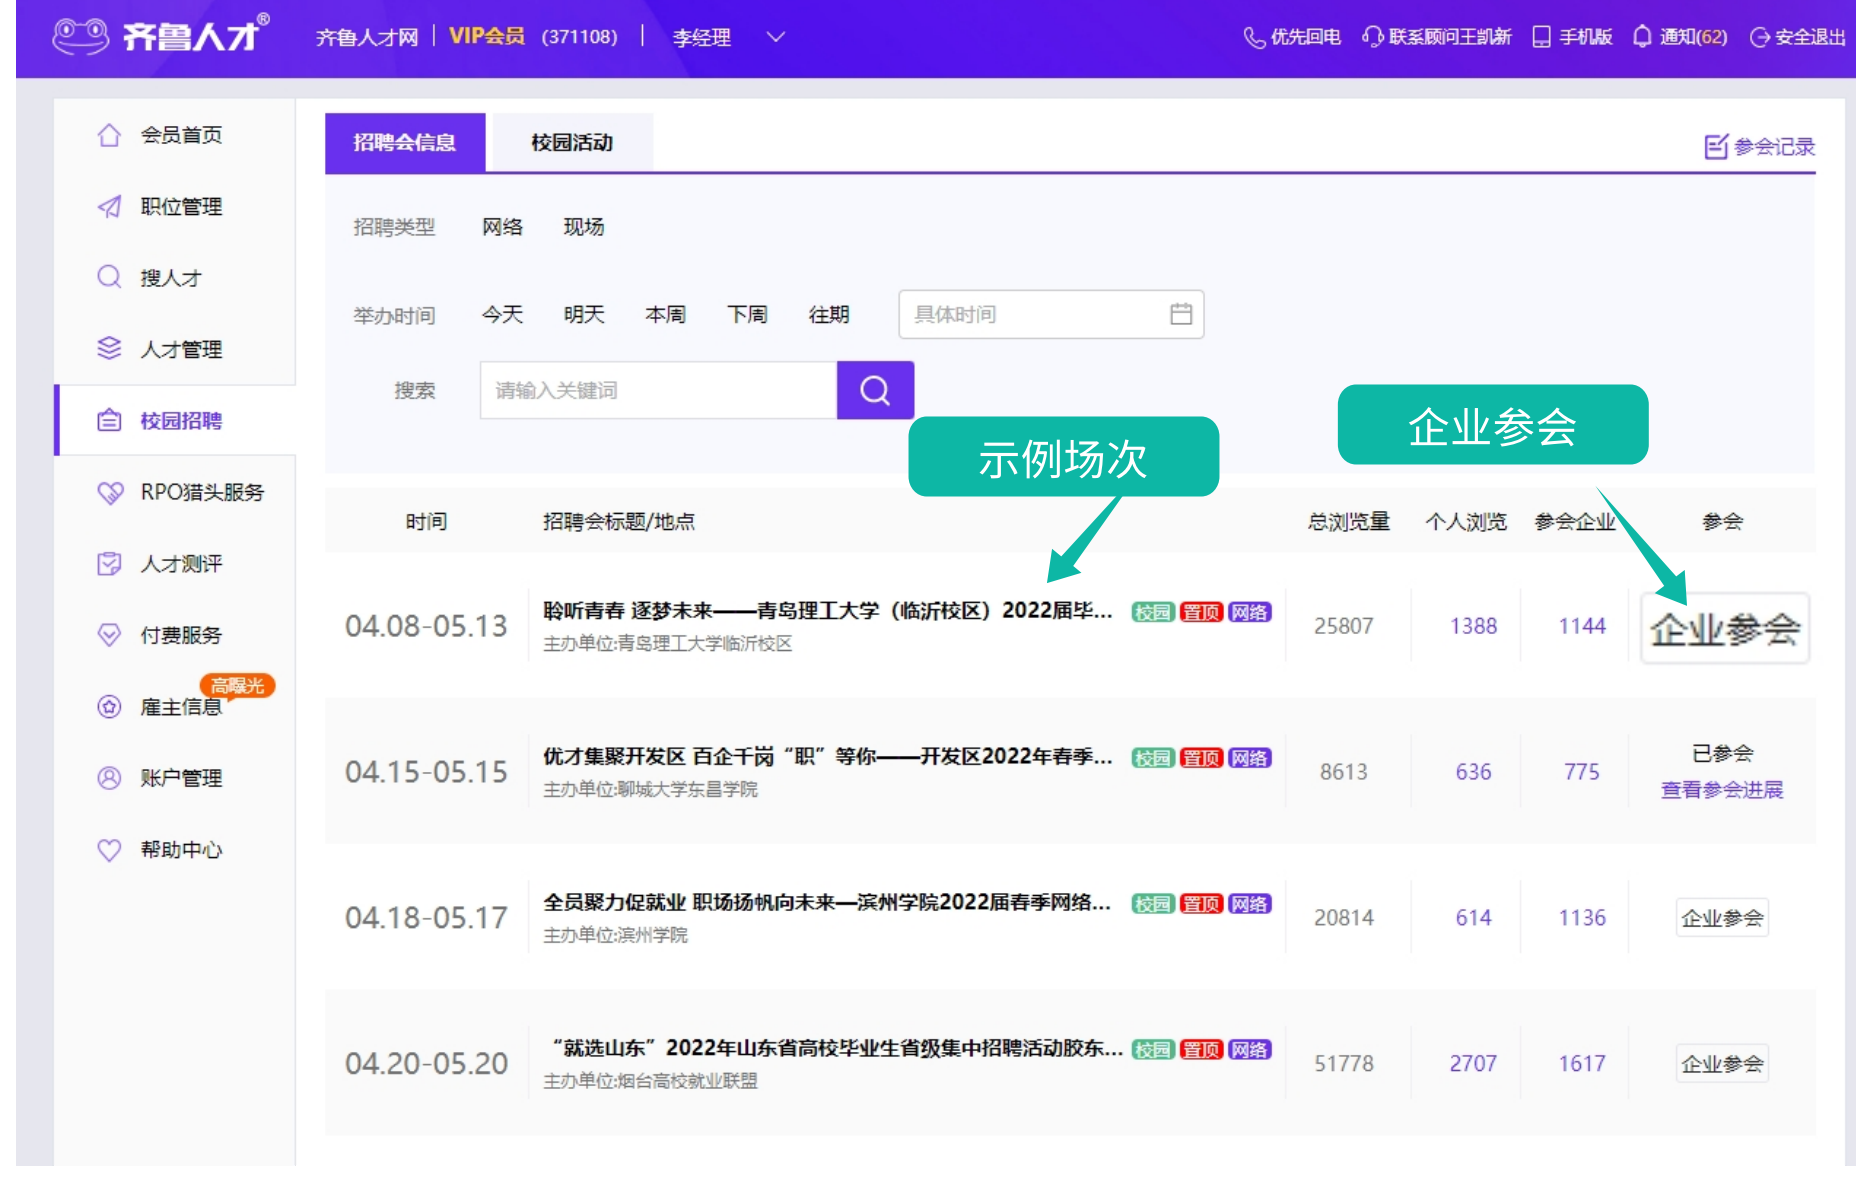 齐鲁人才®
齐鲁人才网 | VIP会员 (371108) | 李经理
优先回电 联系顾问王凯新 手机版 通知(62) 安全退出
会员首页
职位管理
搜人才
人才管理
校园招聘
RPO猎头服务
人才测评
付费服务
高曝光
雇主信息
账户管理
帮助中心
招聘会信息 校园活动 参会记录
招聘类型 网络 现场
举办时间 今天 明天 本周 下周 往期 具体时间
搜索 请输入关键词
示例场次 企业参会
时间 招聘会标题/地点 总浏览量 个人浏览 参会企业 参会
04.08-05.13 聆听青春 逐梦未来——青岛理工大学（临沂校区）2022届毕... 校园 置顶 网络 25807 1388 1144 企业参会
主办单位:青岛理工大学临沂校区
04.15-05.15 优才集聚开发区 百企千岗“职”等你——开发区2022年春季... 校园 置顶 网络 8613 636 775 已参会
主办单位:聊城大学东昌学院 查看参会进展
04.18-05.17 全员聚力促就业 职场扬帆向未来—滨州学院2022届春季网络... 校园 置顶 网络 20814 614 1136 企业参会
主办单位:滨州学院
04.20-05.20 “就选山东”2022年山东省高校毕业生省级集中招聘活动胶东... 校园 置顶 网络 51778 2707 1617 企业参会
主办单位:烟台高校就业联盟